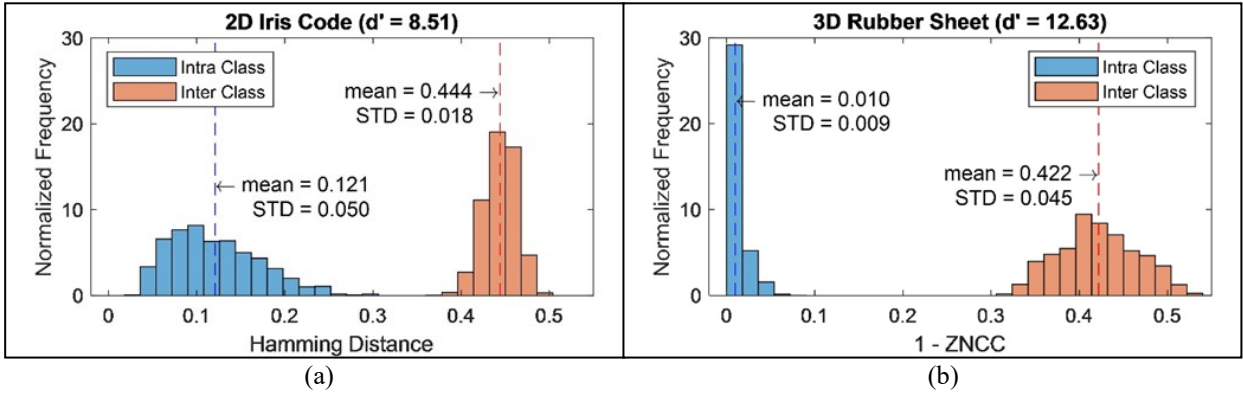 2D Iris Code (d' = 8.51)
30
20
10
0
Normalized Frequency
Intra Class
Inter Class
mean = 0.444
STD = 0.018
mean = 0.121
STD = 0.050
0 0.1 0.2 0.3 0.4 0.5
Hamming Distance
(a)
3D Rubber Sheet (d' = 12.63)
30
20
10
0
Normalized Frequency
Intra Class
Inter Class
mean = 0.010
STD = 0.009
mean = 0.422
STD = 0.045
0 0.1 0.2 0.3 0.4 0.5
1 - ZNCC
(b)